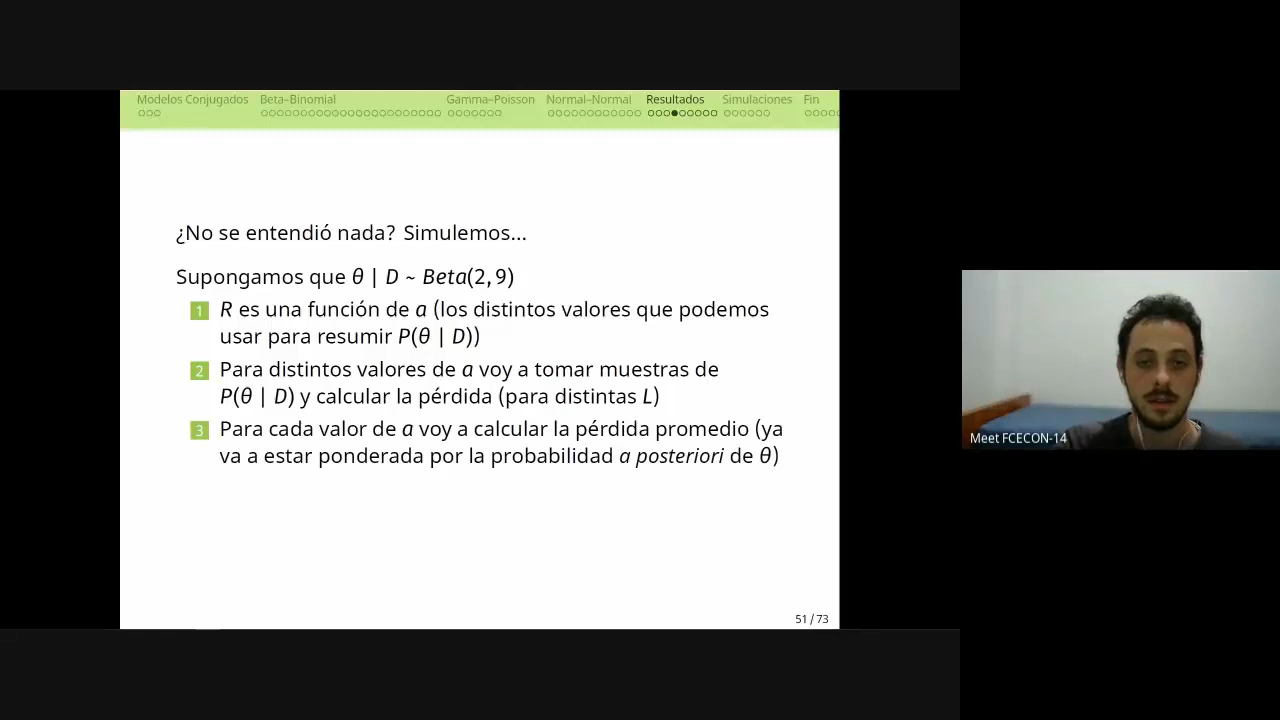 Modelos Conjugados Beta–Binomial Gamma–Poisson Normal–Normal Resultados Simulaciones Fin
¿No se entendió nada? Simulemos...
Supongamos que θ | D ~ Beta(2, 9)
1 R es una función de a (los distintos valores que podemos
usar para resumir P(θ | D))
2 Para distintos valores de a voy a tomar muestras de
P(θ | D) y calcular la pérdida (para distintas L)
3 Para cada valor de a voy a calcular la pérdida promedio (ya
va a estar ponderada por la probabilidad a posteriori de θ)
51 / 73
Meet FCECON-14